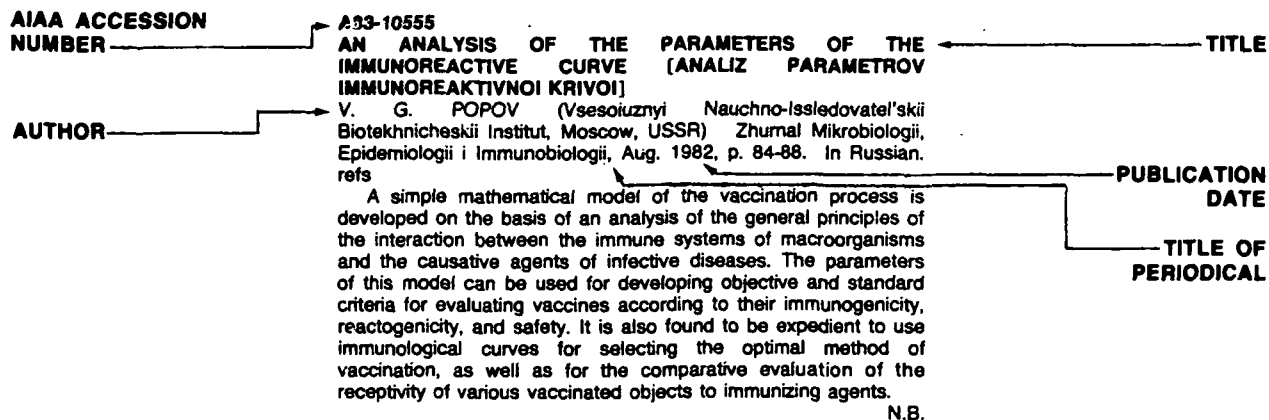 AIAA ACCESSION
NUMBER
A83-10555
AN ANALYSIS OF THE PARAMETERS OF THE
IMMUNOREACTIVE CURVE [ANALIZ PARAMETROV
IMMUNOREAKTIVNOI KRIVOI]
TITLE
AUTHOR
V. G. POPOV (Vsesoiuznyi Nauchno-Issledovatel'skii
Biotekhnicheskii Institut, Moscow, USSR) Zhurnal Mikrobiologii,
Epidemiologii i Immunobiologii, Aug. 1982, p. 84-88. In Russian.
refs
PUBLICATION
DATE
TITLE OF
PERIODICAL
A simple mathematical model of the vaccination process is
developed on the basis of an analysis of the general principles of
the interaction between the immune systems of macroorganisms
and the causative agents of infective diseases. The parameters
of this model can be used for developing objective and standard
criteria for evaluating vaccines according to their immunogenicity,
reactogenicity, and safety. It is also found to be expedient to use
immunological curves for selecting the optimal method of
vaccination, as well as for the comparative evaluation of the
receptivity of various vaccinated objects to immunizing agents.
N.B.